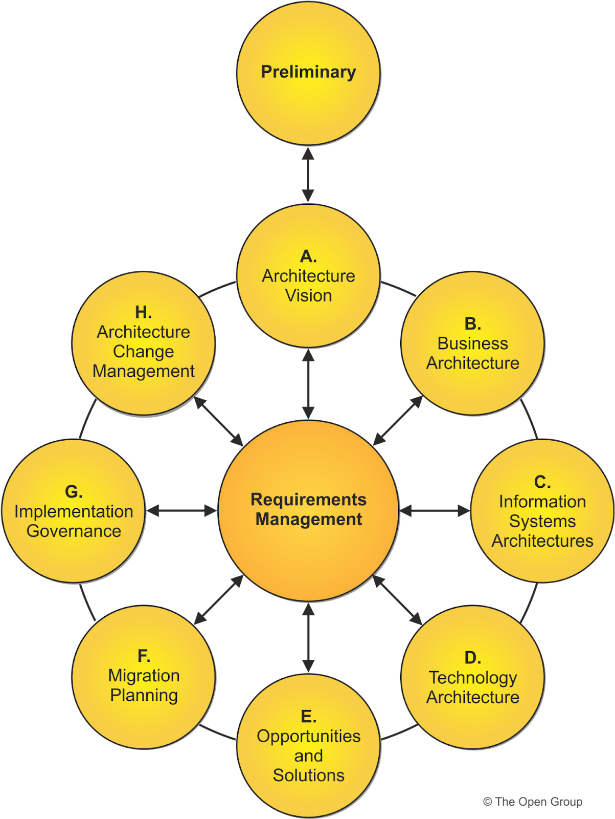 Preliminary
A.
Architecture
Vision
B.
Business
Architecture
C.
Information
Systems
Architectures
D.
Technology
Architecture
E.
Opportunities
and
Solutions
F.
Migration
Planning
G.
Implementation
Governance
H.
Architecture
Change
Management
Requirements
Management
© The Open Group